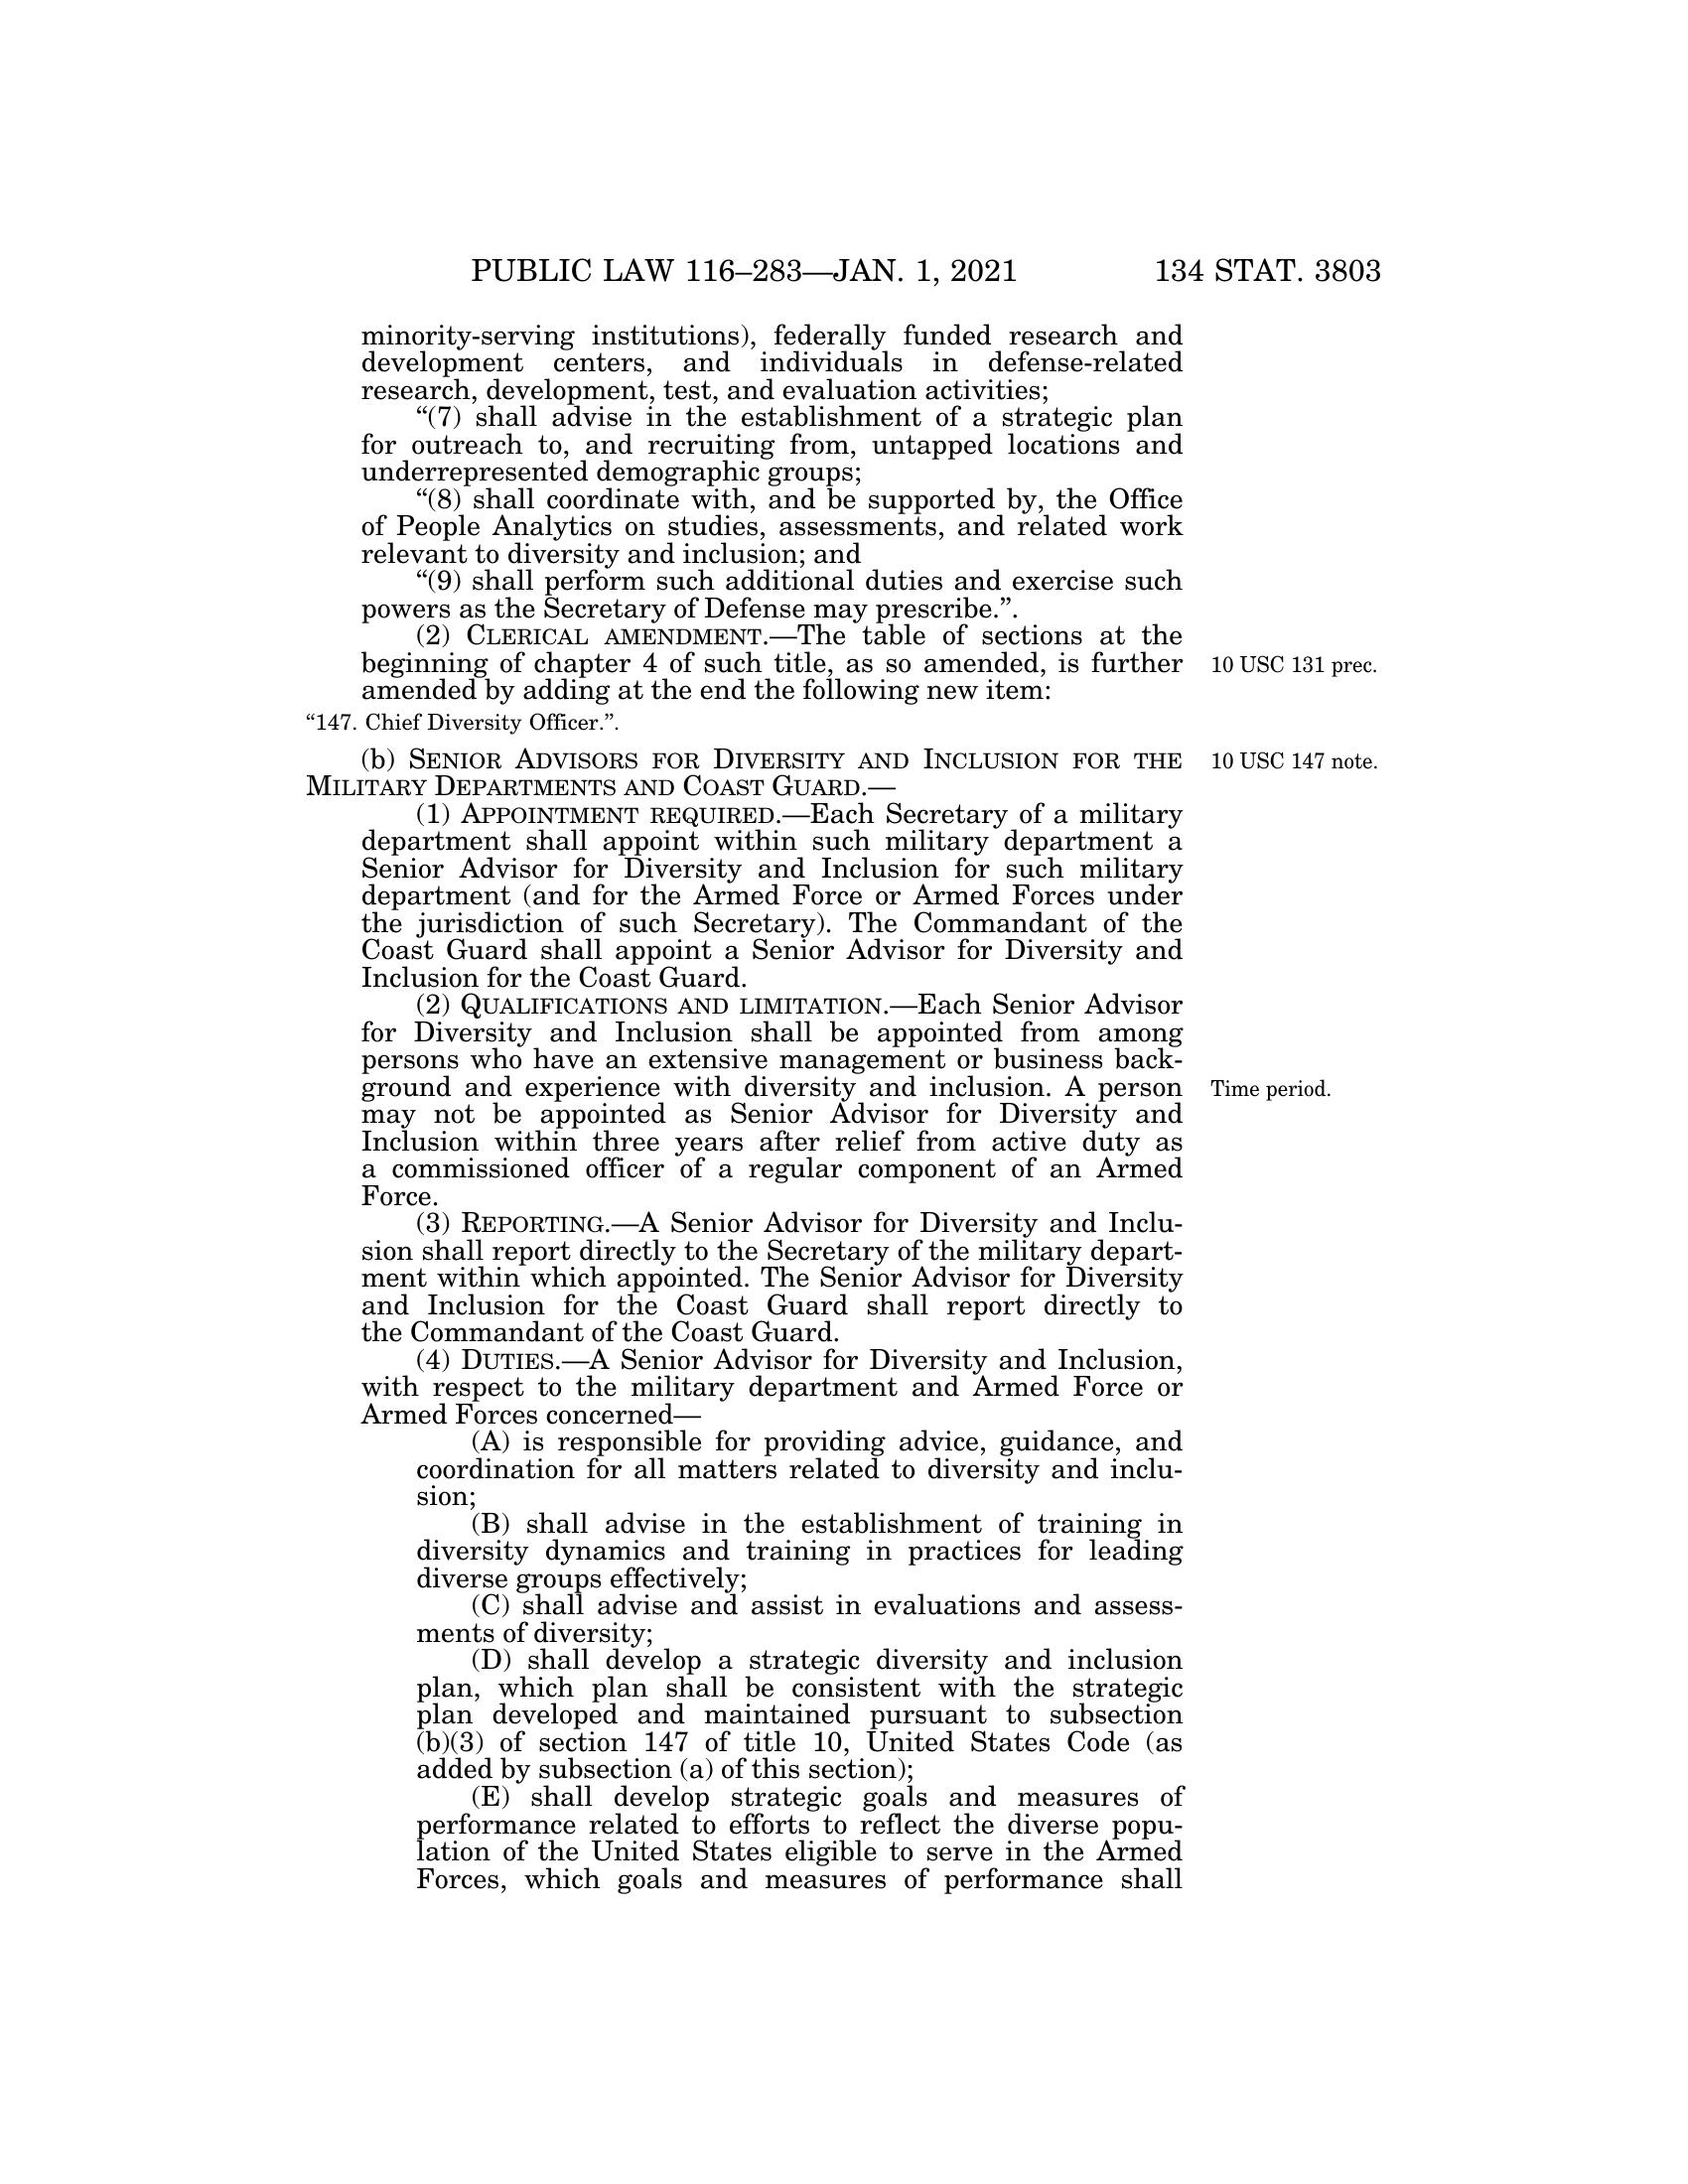 PUBLIC LAW 116–283—JAN. 1, 2021 134 STAT. 3803
minority-serving institutions), federally funded research and
development centers, and individuals in defense-related
research, development, test, and evaluation activities;
“(7) shall advise in the establishment of a strategic plan
for outreach to, and recruiting from, untapped locations and
underrepresented demographic groups;
“(8) shall coordinate with, and be supported by, the Office
of People Analytics on studies, assessments, and related work
relevant to diversity and inclusion; and
“(9) shall perform such additional duties and exercise such
powers as the Secretary of Defense may prescribe.”.
(2) CLERICAL AMENDMENT.—The table of sections at the
beginning of chapter 4 of such title, as so amended, is further
10 USC 131 prec.
amended by adding at the end the following new item:
“147. Chief Diversity Officer.”.
(b) SENIOR ADVISORS FOR DIVERSITY AND INCLUSION FOR THE
10 USC 147 note.
MILITARY DEPARTMENTS AND COAST GUARD.—
(1) APPOINTMENT REQUIRED.—Each Secretary of a military
department shall appoint within such military department a
Senior Advisor for Diversity and Inclusion for such military
department (and for the Armed Force or Armed Forces under
the jurisdiction of such Secretary). The Commandant of the
Coast Guard shall appoint a Senior Advisor for Diversity and
Inclusion for the Coast Guard.
(2) QUALIFICATIONS AND LIMITATION.—Each Senior Advisor
for Diversity and Inclusion shall be appointed from among
persons who have an extensive management or business back-
ground and experience with diversity and inclusion. A person
Time period.
may not be appointed as Senior Advisor for Diversity and
Inclusion within three years after relief from active duty as
a commissioned officer of a regular component of an Armed
Force.
(3) REPORTING.—A Senior Advisor for Diversity and Inclu-
sion shall report directly to the Secretary of the military depart-
ment within which appointed. The Senior Advisor for Diversity
and Inclusion for the Coast Guard shall report directly to
the Commandant of the Coast Guard.
(4) DUTIES.—A Senior Advisor for Diversity and Inclusion,
with respect to the military department and Armed Force or
Armed Forces concerned—
(A) is responsible for providing advice, guidance, and
coordination for all matters related to diversity and inclu-
sion;
(B) shall advise in the establishment of training in
diversity dynamics and training in practices for leading
diverse groups effectively;
(C) shall advise and assist in evaluations and assess-
ments of diversity;
(D) shall develop a strategic diversity and inclusion
plan, which plan shall be consistent with the strategic
plan developed and maintained pursuant to subsection
(b)(3) of section 147 of title 10, United States Code (as
added by subsection (a) of this section);
(E) shall develop strategic goals and measures of
performance related to efforts to reflect the diverse popu-
lation of the United States eligible to serve in the Armed
Forces, which goals and measures of performance shall